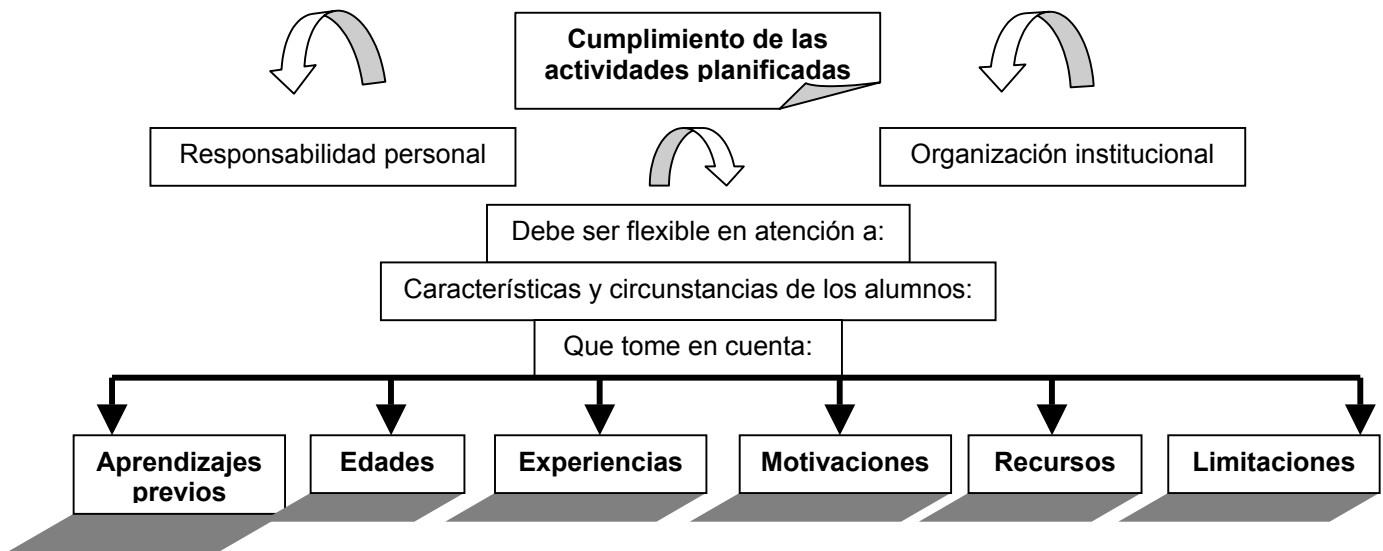 Cumplimiento de las
actividades planificadas
Responsabilidad personal
Organización institucional
Debe ser flexible en atención a:
Características y circunstancias de los alumnos:
Que tome en cuenta:
Aprendizajes
previos
Edades
Experiencias
Motivaciones
Recursos
Limitaciones